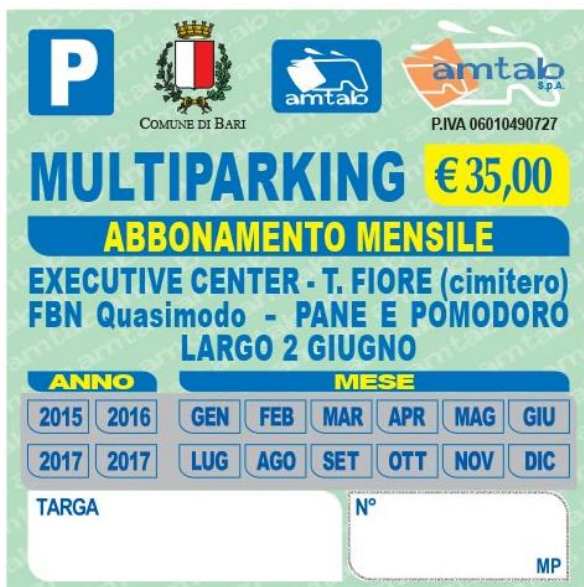 P
COMUNE DI BARI
amtab
amtab
S.p.A.
P.IVA 06010490727
MULTIPARKING € 35,00
ABBONAMENTO MENSILE
EXECUTIVE CENTER - T. FIORE (cimitero)
FBN Quasimodo - PANE E POMODORO
LARGO 2 GIUGNO
ANNO MESE
2015 2016 GEN FEB MAR APR MAG GIU
2017 2017 LUG AGO SET OTT NOV DIC
TARGA N°
MP